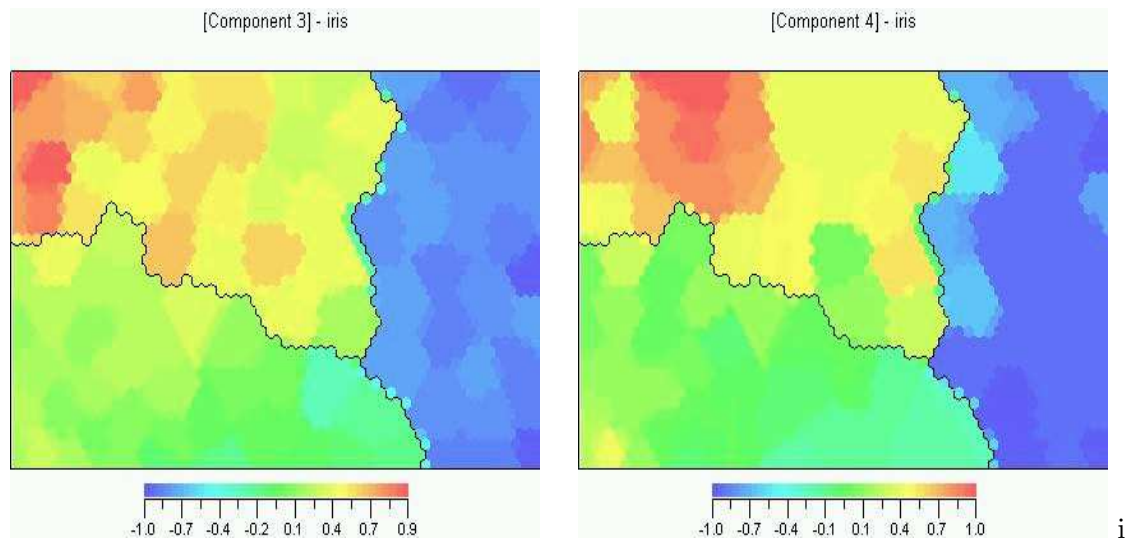 [Component 3] - iris
[Component 4] - iris
-1.0 -0.7 -0.4 -0.2 0.1 0.4 0.7 0.9
-1.0 -0.7 -0.4 -0.2 0.1 0.4 0.7 1.0
i